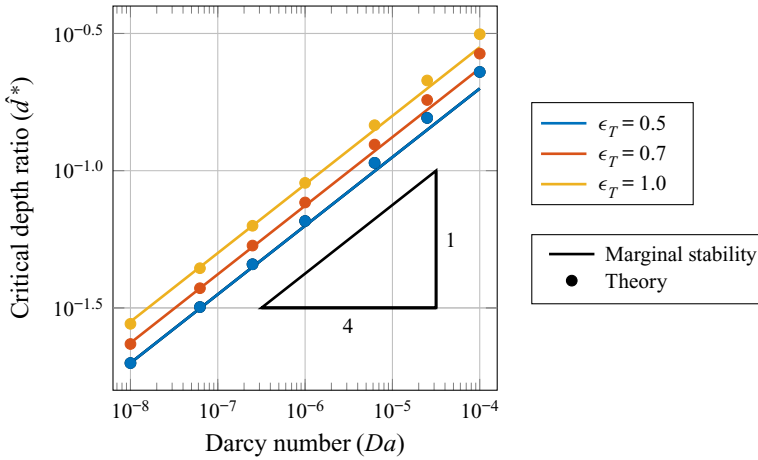 10⁻⁰·⁵
10⁻¹·⁰
10⁻¹·⁵
Critical depth ratio (d̂*)
1
4
10⁻⁸ 10⁻⁷ 10⁻⁶ 10⁻⁵ 10⁻⁴
Darcy number (Da)
ϵ_T = 0.5
ϵ_T = 0.7
ϵ_T = 1.0
Marginal stability
Theory